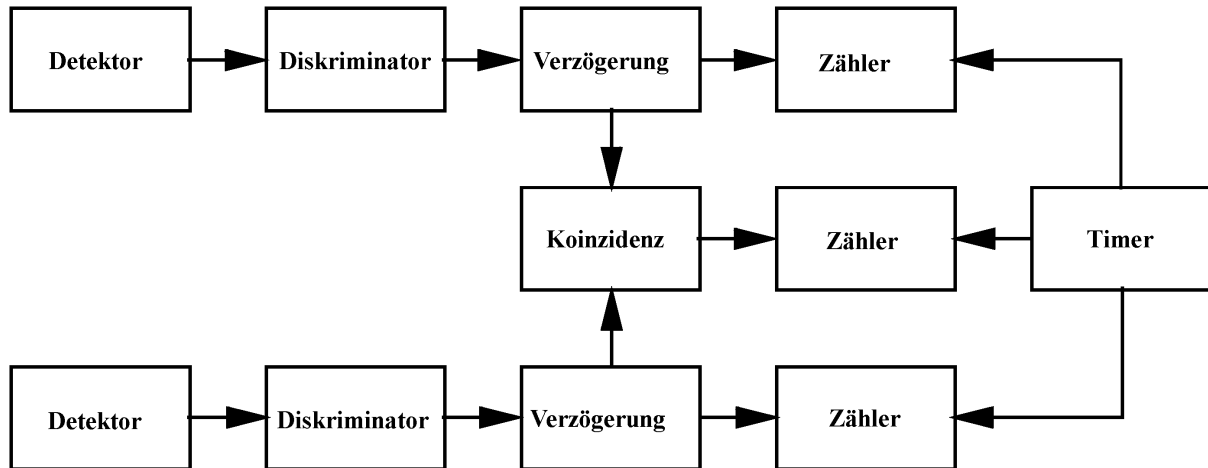 Detektor
Diskriminator
Verzögerung
Zähler
Koinzidenz
Zähler
Timer
Detektor
Diskriminator
Verzögerung
Zähler